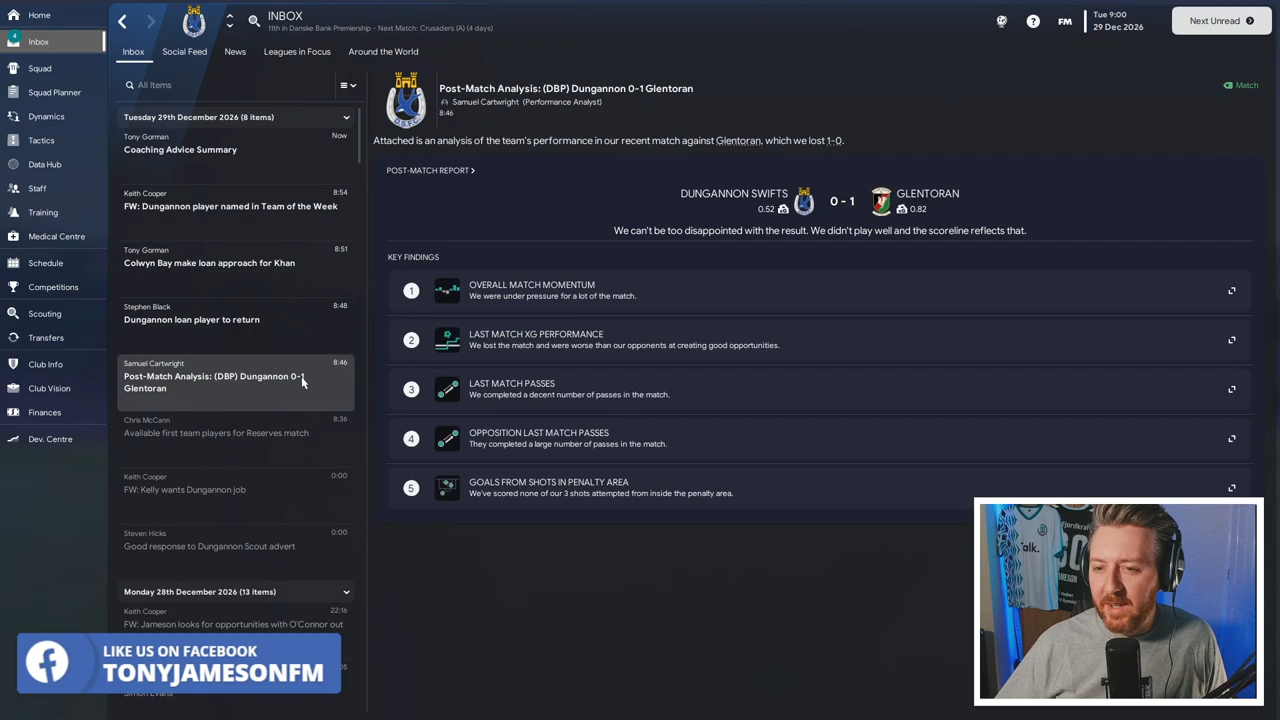 Home
4
Inbox
Squad
Squad Planner
Dynamics
Tactics
Data Hub
Staff
Training
Medical Centre
Schedule
Competitions
Scouting
Transfers
Club Info
Club Vision
Finances
Dev. Centre
INBOX
11th in Danske Bank Premiership - Next Match: Crusaders (A) (4 days)
?
FM
Tue 9:00
29 Dec 2026
Next Unread
Inbox
Social Feed
News
Leagues in Focus
Around the World
All Items
Tuesday 29th December 2026 (8 items)
Tony Gorman
Now
Coaching Advice Summary
Keith Cooper
8:54
FW: Dungannon player named in Team of the Week
Tony Gorman
8:51
Colwyn Bay make loan approach for Khan
Stephen Black
8:48
Dungannon loan player to return
Samuel Cartwright
8:46
Post-Match Analysis: (DBP) Dungannon 0-1
Glentoran
Chris McCann
8:36
Available first team players for Reserves match
Keith Cooper
0:00
FW: Kelly wants Dungannon job
Steven Hicks
0:00
Good response to Dungannon Scout advert
Monday 28th December 2026 (13 items)
Keith Cooper
22:16
FW: Jameson looks for opportunities with O'Connor out
Simon Evans
D.S.F.C
Post-Match Analysis: (DBP) Dungannon 0-1 Glentoran
Samuel Cartwright (Performance Analyst)
8:46
Match
Attached is an analysis of the team's performance in our recent match against Glentoran, which we lost 1-0.
POST-MATCH REPORT
DUNGANNON SWIFTS
0.52
0 - 1
GLENTORAN
0.82
We can't be too disappointed with the result. We didn't play well and the scoreline reflects that.
KEY FINDINGS
1
OVERALL MATCH MOMENTUM
We were under pressure for a lot of the match.
2
LAST MATCH XG PERFORMANCE
We lost the match and were worse than our opponents at creating good opportunities.
3
LAST MATCH PASSES
We completed a decent number of passes in the match.
4
OPPOSITION LAST MATCH PASSES
They completed a large number of passes in the match.
5
GOALS FROM SHOTS IN PENALTY AREA
We've scored none of our 3 shots attempted from inside the penalty area.
LIKE US ON FACEBOOK
TONYJAMESONFM
Talk.
fjordkraft
JAMESON